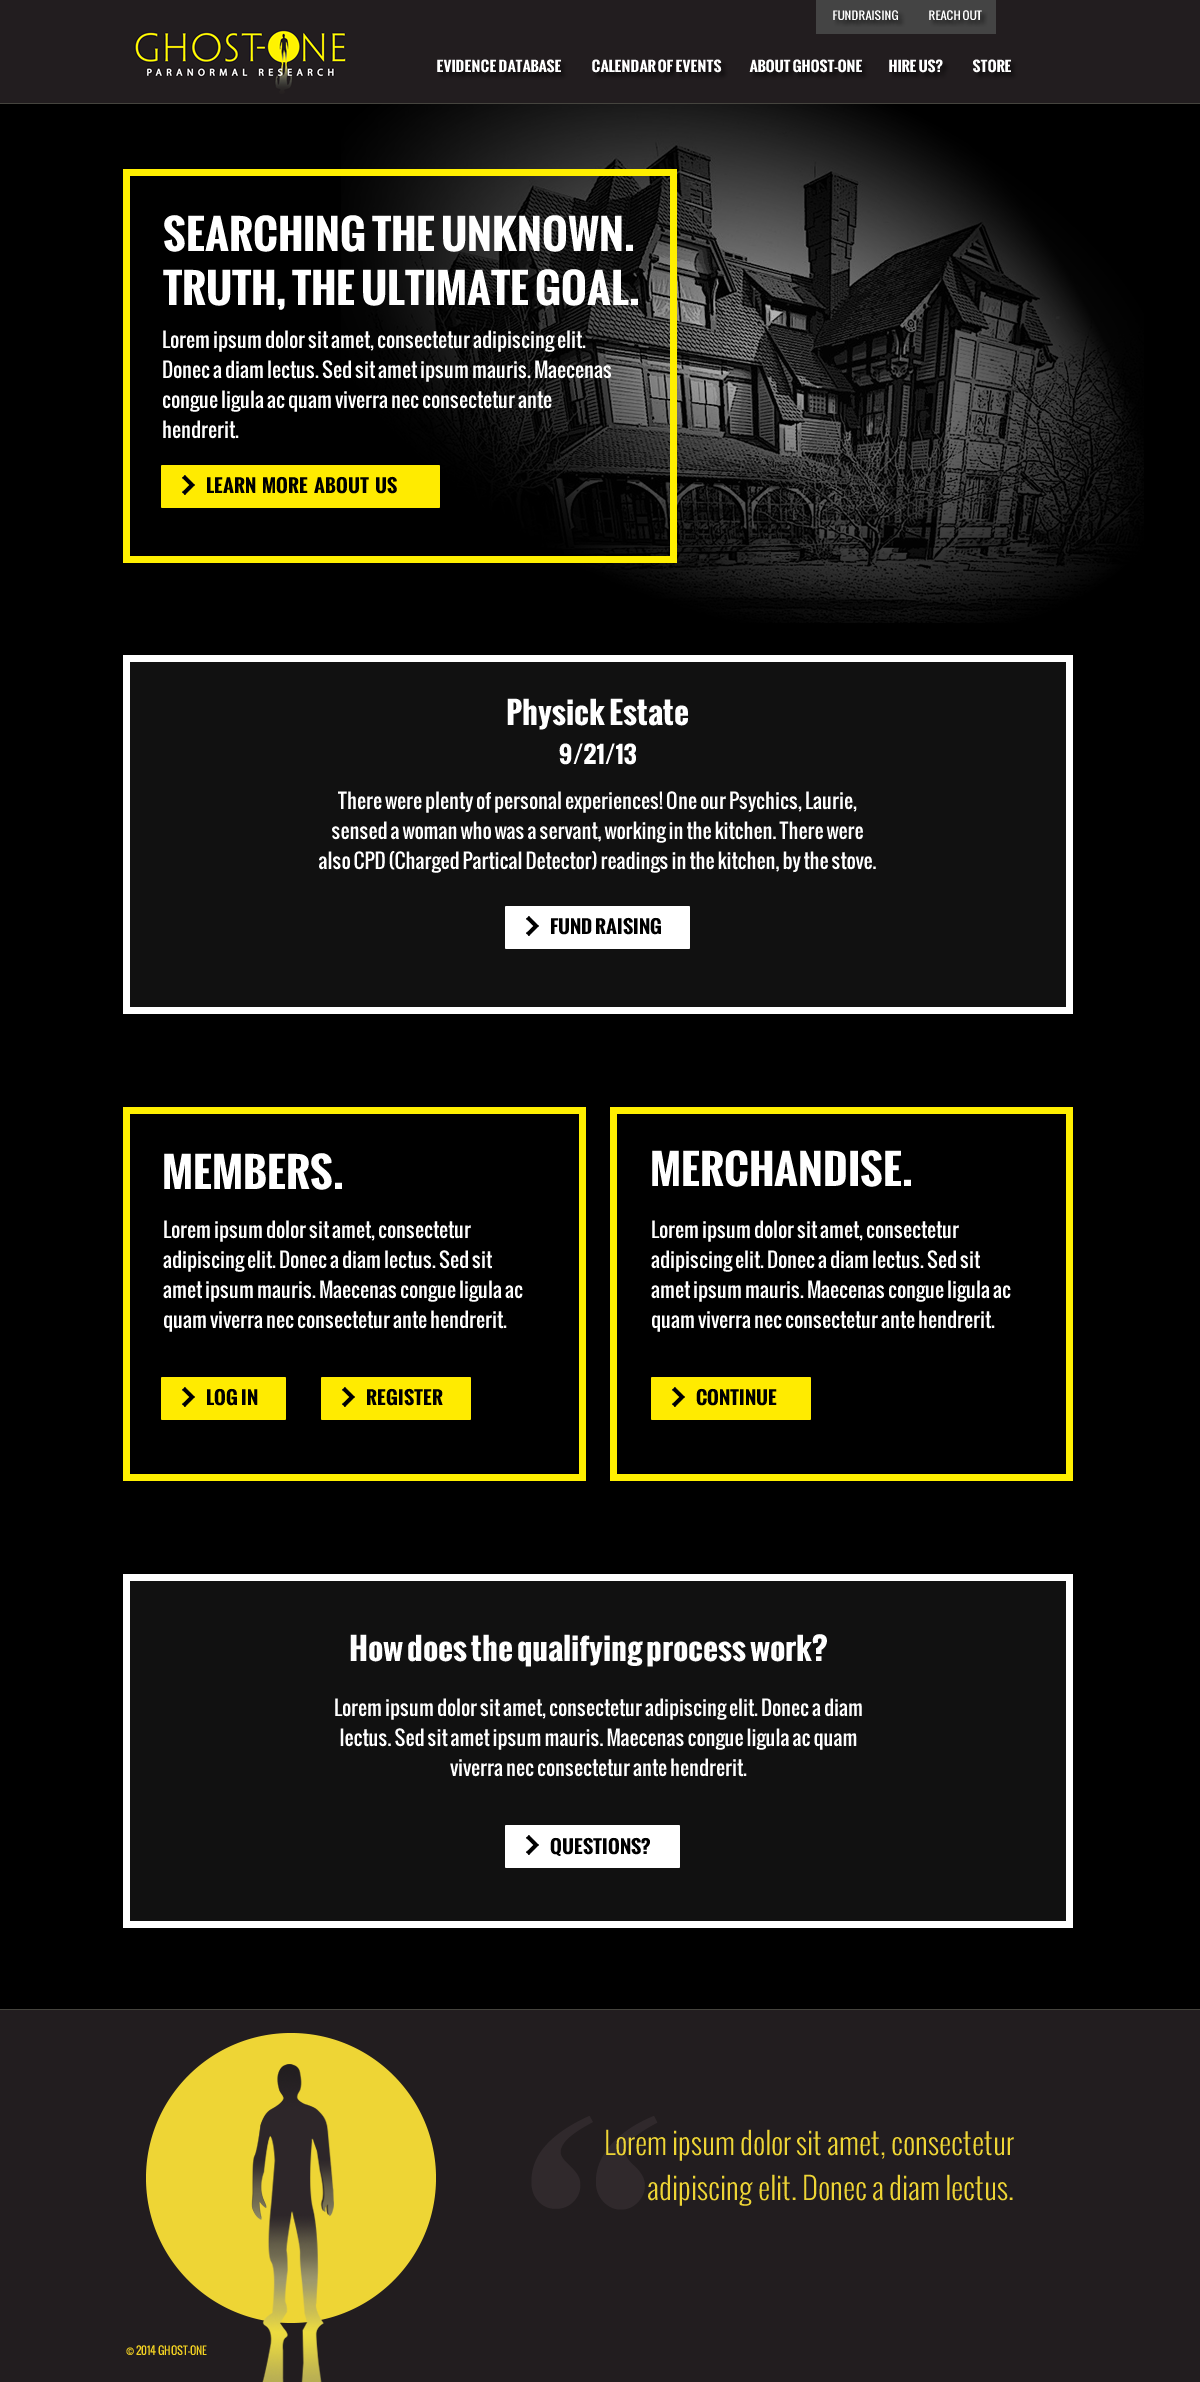 FUNDRAISING REACH OUT
GHOST-ONE
PARANORMAL RESEARCH
EVIDENCE DATABASE CALENDAR OF EVENTS ABOUT GHOST-ONE HIRE US? STORE
SEARCHING THE UNKNOWN.
TRUTH, THE ULTIMATE GOAL.
Lorem ipsum dolor sit amet, consectetur adipiscing elit.
Donec a diam lectus. Sed sit amet ipsum mauris. Maecenas
congue ligula ac quam viverra nec consectetur ante
hendrerit.
LEARN MORE ABOUT US
Physick Estate
9/21/13
There were plenty of personal experiences! One our Psychics, Laurie,
sensed a woman who was a servant, working in the kitchen. There were
also CPD (Charged Partical Detector) readings in the kitchen, by the stove.
FUND RAISING
MEMBERS.
Lorem ipsum dolor sit amet, consectetur
adipiscing elit. Donec a diam lectus. Sed sit
amet ipsum mauris. Maecenas congue ligula ac
quam viverra nec consectetur ante hendrerit.
LOG IN REGISTER
MERCHANDISE.
Lorem ipsum dolor sit amet, consectetur
adipiscing elit. Donec a diam lectus. Sed sit
amet ipsum mauris. Maecenas congue ligula ac
quam viverra nec consectetur ante hendrerit.
CONTINUE
How does the qualifying process work?
Lorem ipsum dolor sit amet, consectetur adipiscing elit. Donec a diam
lectus. Sed sit amet ipsum mauris. Maecenas congue ligula ac quam
viverra nec consectetur ante hendrerit.
QUESTIONS?
“Lorem ipsum dolor sit amet, consectetur
adipiscing elit. Donec a diam lectus.
© 2014 GHOST-ONE